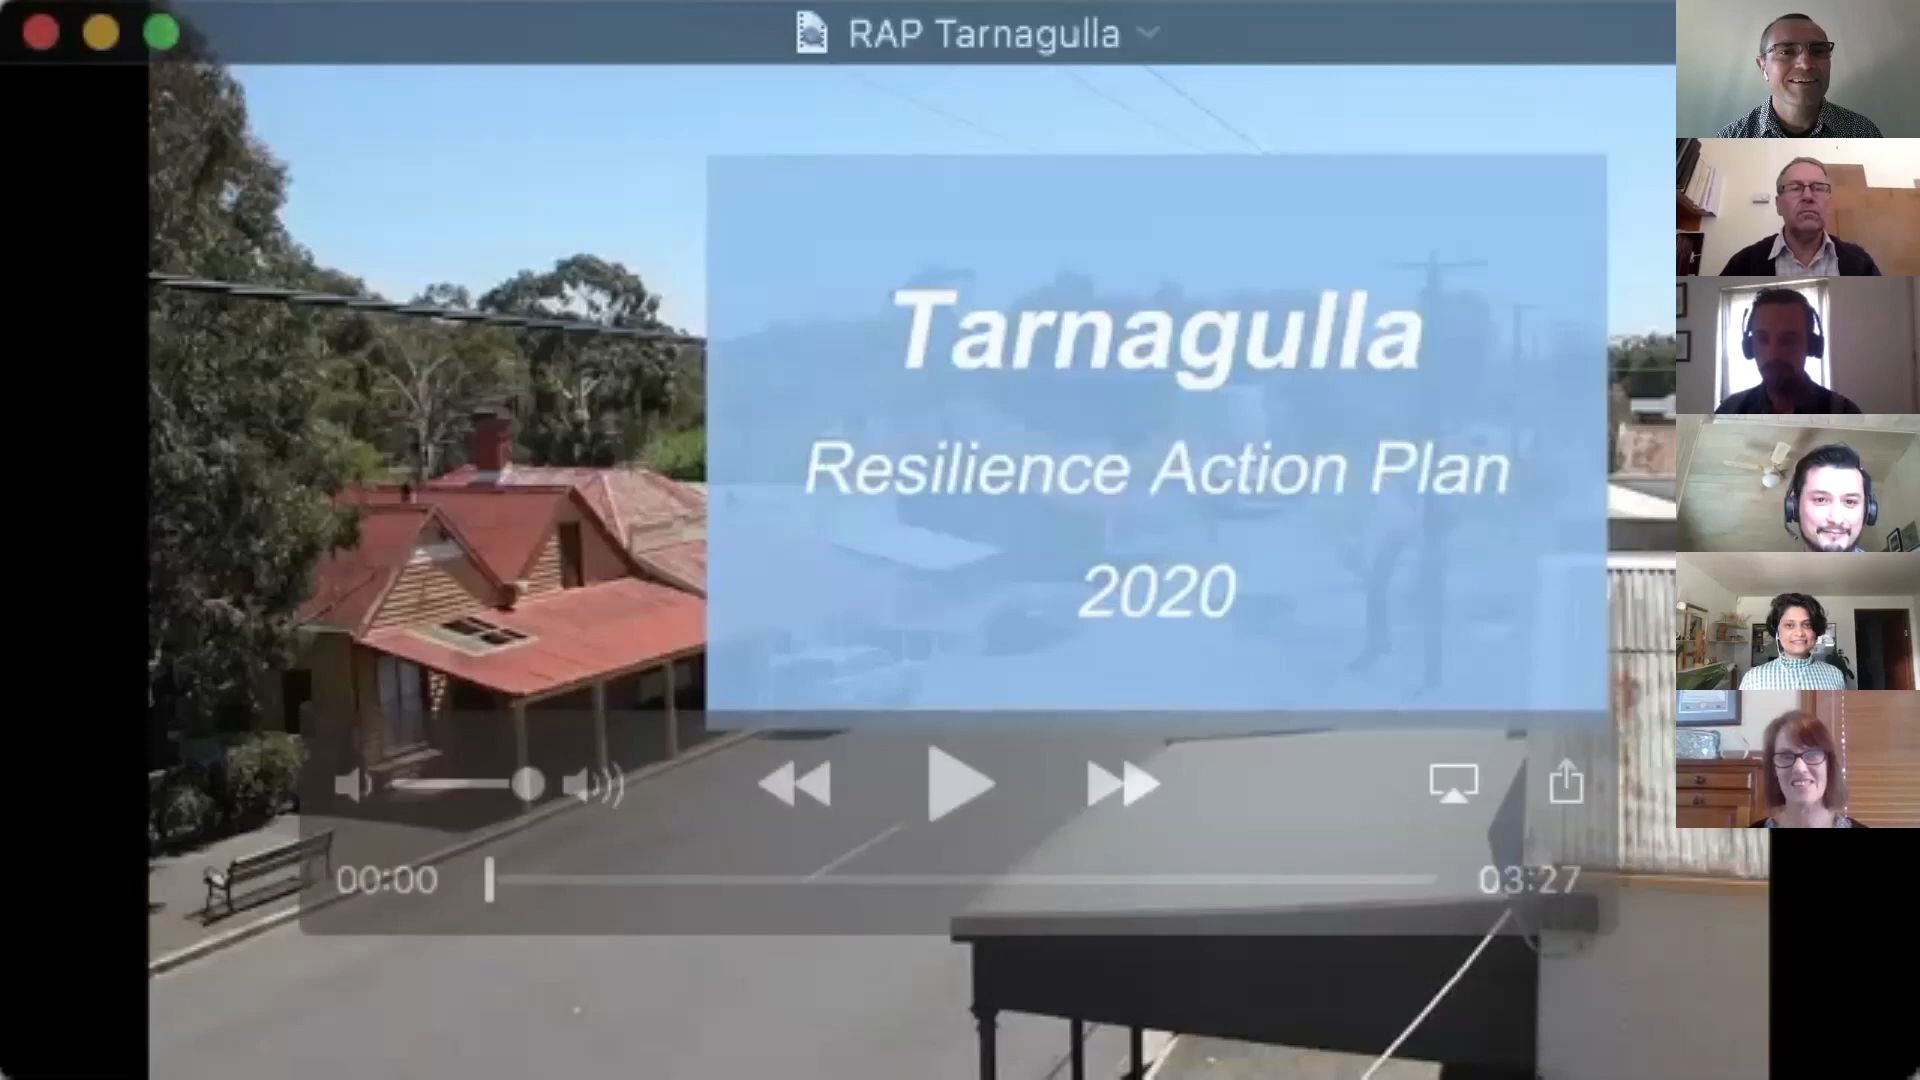 RAP Tarnagulla
Tarnagulla
Resilience Action Plan
2020
00:00
03:27